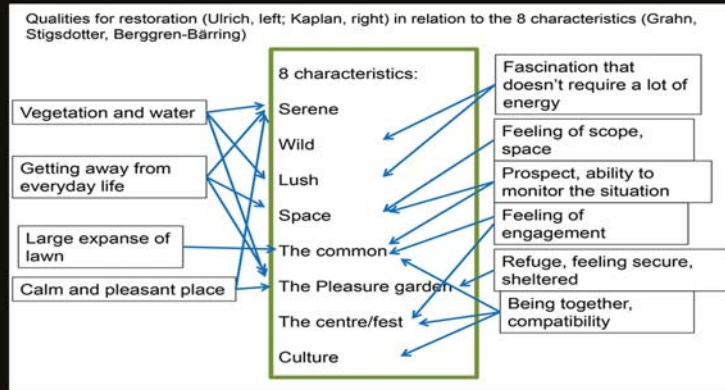 Qualities for restoration (Ulrich, left; Kaplan, right) in relation to the 8 characteristics (Grahn,
Stigsdotter, Berggren-Bärring)
Vegetation and water
Getting away from
everyday life
Large expanse of
lawn
Calm and pleasant place
8 characteristics:
Serene
Wild
Lush
Space
The common
The Pleasure garden
The centre/fest
Culture
Fascination that
doesn't require a lot of
energy
Feeling of scope,
space
Prospect, ability to
monitor the situation
Feeling of
engagement
Refuge, feeling secure,
sheltered
Being together,
compatibility